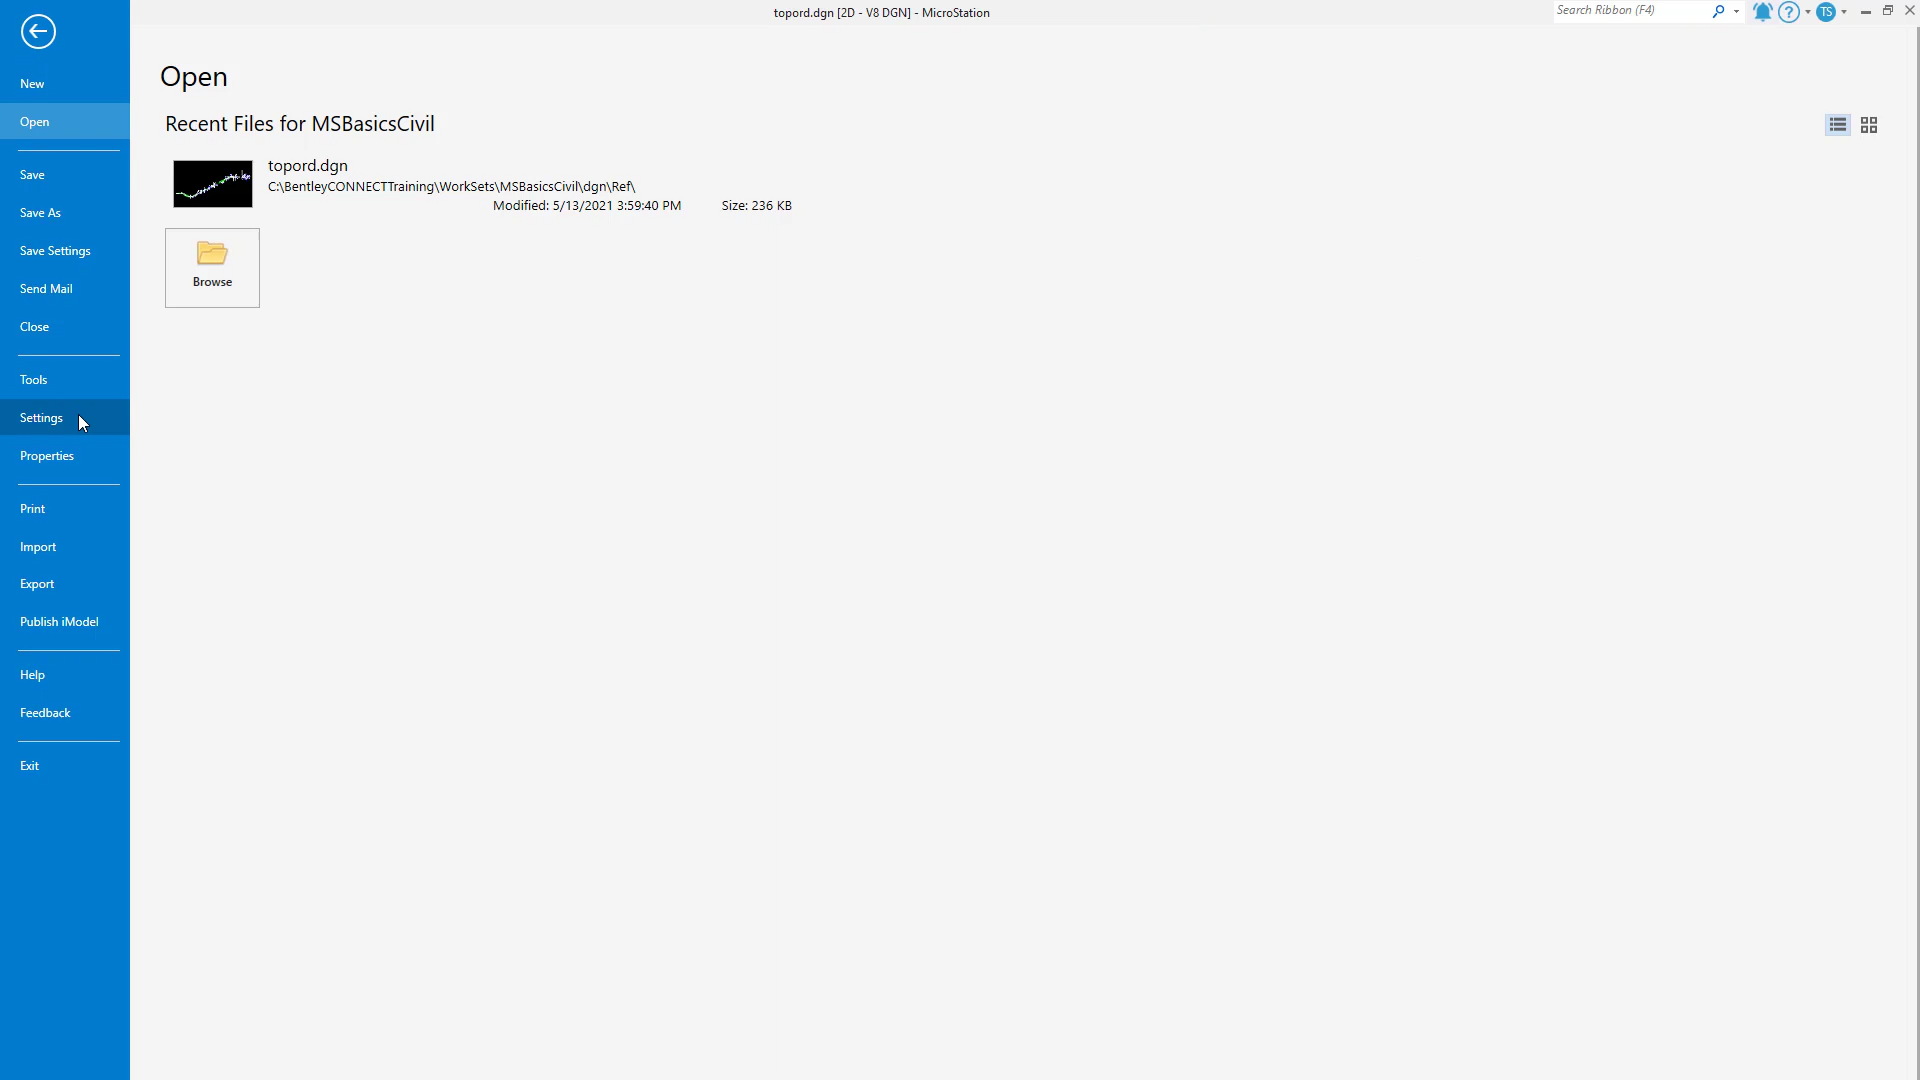 topord.dgn [2D - V8 DGN] - MicroStation
Search Ribbon (F4)
?
TS
New
Open
Save
Save As
Save Settings
Send Mail
Close
Tools
Settings
Properties
Print
Import
Export
Publish iModel
Help
Feedback
Exit
Open
Recent Files for MSBasicsCivil
topord.dgn
C:\BentleyCONNECTTraining\WorkSets\MSBasicsCivil\dgn\Ref\
Modified: 5/13/2021 3:59:40 PM Size: 236 KB
Browse